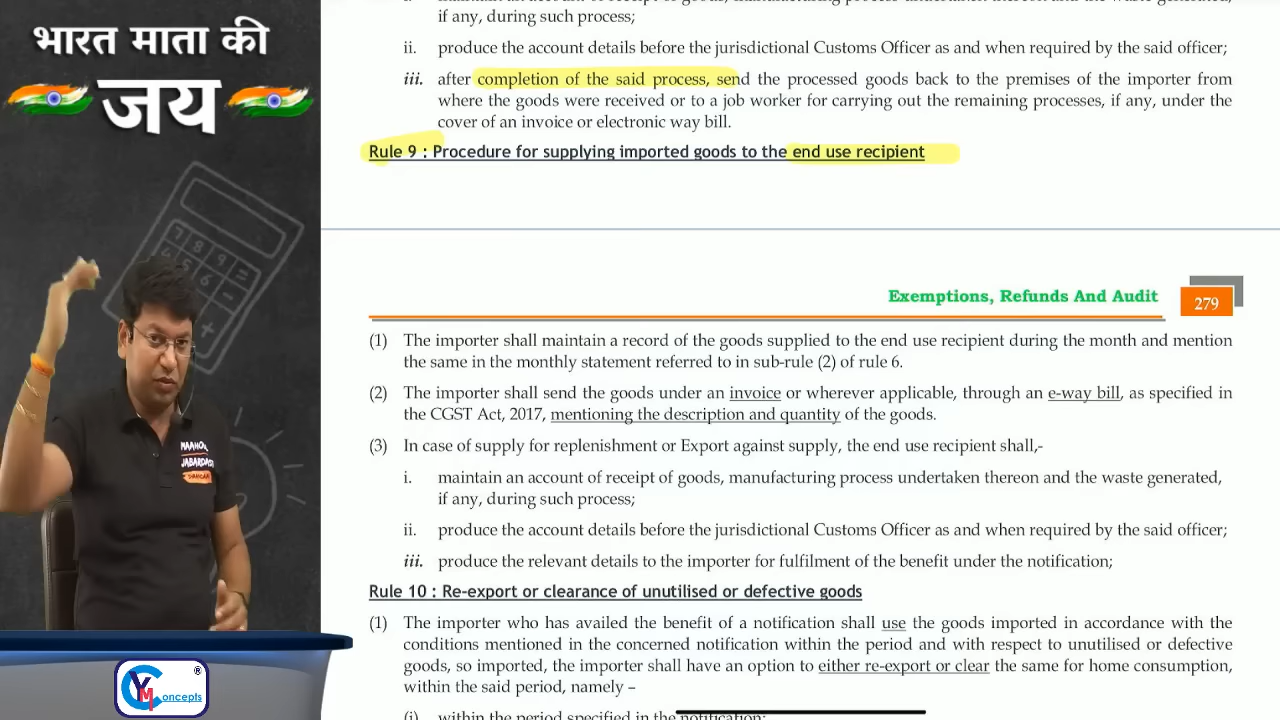 भारत माता की
जय
if any, during such process;
ii. produce the account details before the jurisdictional Customs Officer as and when required by the said officer;
iii. after completion of the said process, send the processed goods back to the premises of the importer from
where the goods were received or to a job worker for carrying out the remaining processes, if any, under the
cover of an invoice or electronic way bill.
Rule 9 : Procedure for supplying imported goods to the end use recipient
Exemptions, Refunds And Audit 279
(1) The importer shall maintain a record of the goods supplied to the end use recipient during the month and mention
the same in the monthly statement referred to in sub-rule (2) of rule 6.
(2) The importer shall send the goods under an invoice or wherever applicable, through an e-way bill, as specified in
the CGST Act, 2017, mentioning the description and quantity of the goods.
(3) In case of supply for replenishment or Export against supply, the end use recipient shall,-
i. maintain an account of receipt of goods, manufacturing process undertaken thereon and the waste generated,
if any, during such process;
ii. produce the account details before the jurisdictional Customs Officer as and when required by the said officer;
iii. produce the relevant details to the importer for fulfilment of the benefit under the notification;
Rule 10 : Re-export or clearance of unutilised or defective goods
(1) The importer who has availed the benefit of a notification shall use the goods imported in accordance with the
conditions mentioned in the concerned notification within the period and with respect to unutilised or defective
goods, so imported, the importer shall have an option to either re-export or clear the same for home consumption,
within the said period, namely –
(i) within the period specified in the notification;
7 8 9 =
JABARDAST
YM Concepts ®